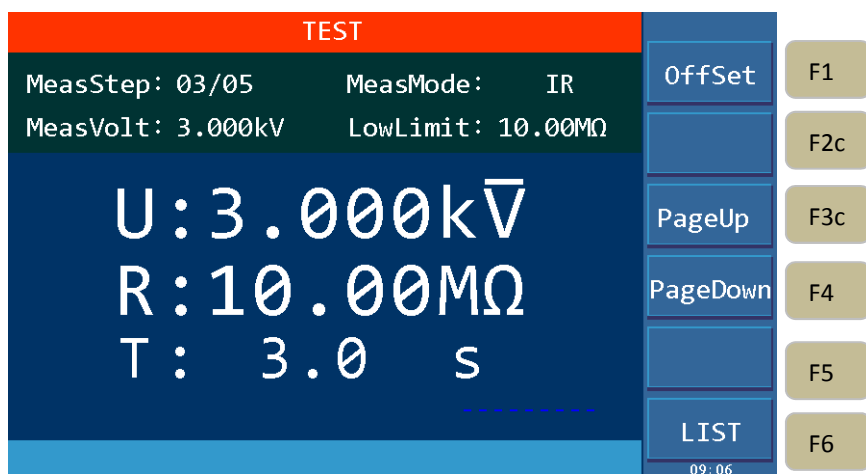 TEST
MeasStep: 03/05 MeasMode: IR
MeasVolt: 3.000kV LowLimit: 10.00MΩ
U:3.000kV̅
R:10.00MΩ
T: 3.0 s
---------
OffSet
PageUp
PageDown
LIST
09:06
F1
F2c
F3c
F4
F5
F6